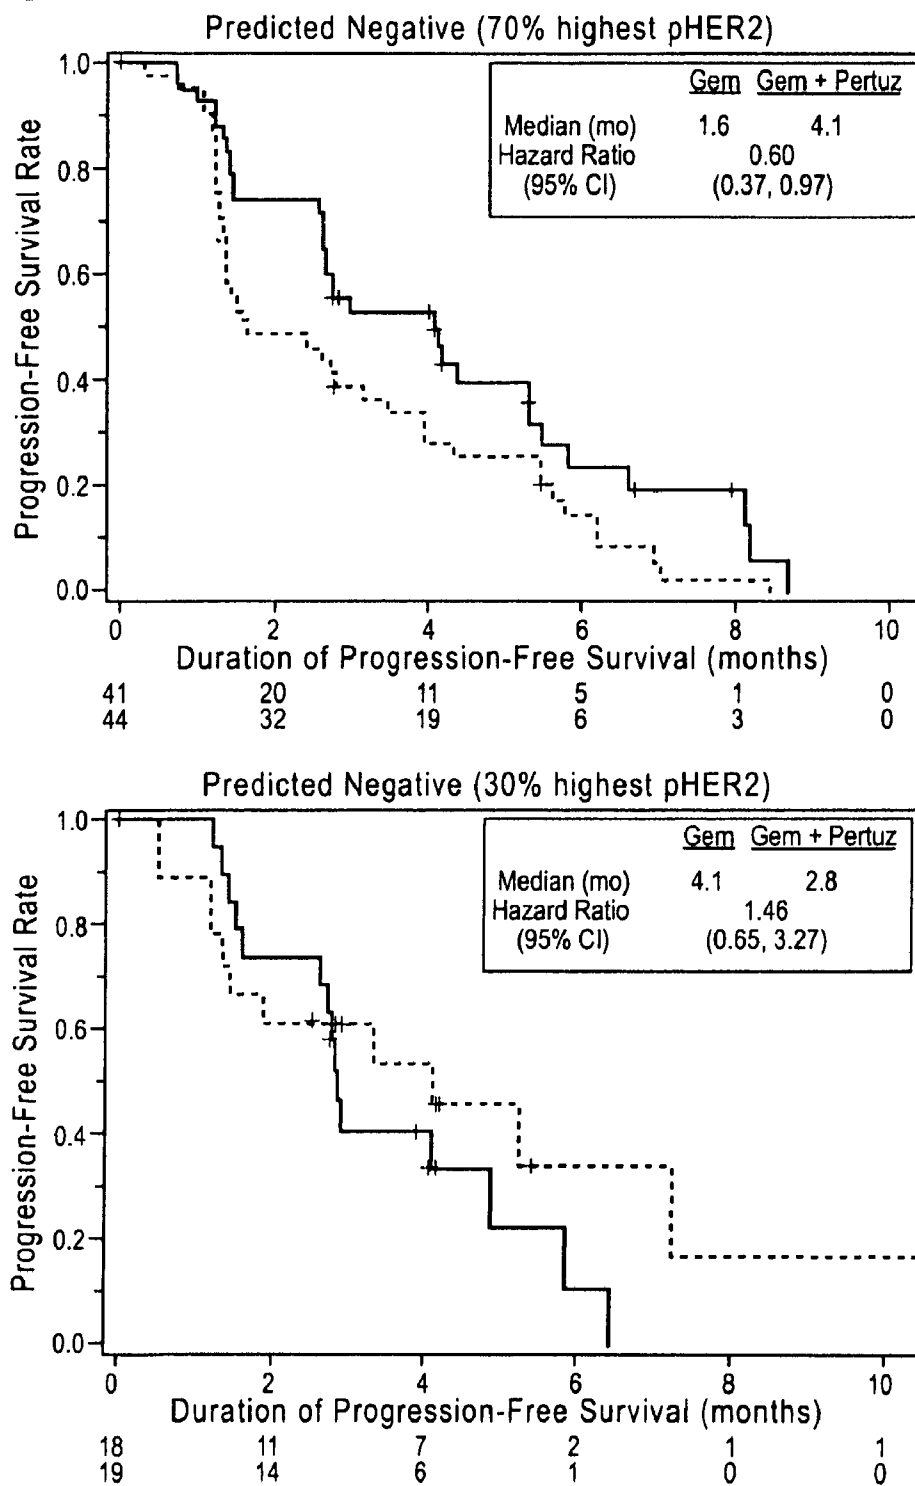 Predicted Negative (70% highest pHER2)
Gem Gem + Pertuz
Median (mo) 1.6 4.1
Hazard Ratio 0.60
(95% CI) (0.37, 0.97)
Progression-Free Survival Rate
1.0
0.8
0.6
0.4
0.2
0.0
0 2 4 6 8 10
Duration of Progression-Free Survival (months)
41 20 11 5 1 0
44 32 19 6 3 0
Predicted Negative (30% highest pHER2)
Gem Gem + Pertuz
Median (mo) 4.1 2.8
Hazard Ratio 1.46
(95% CI) (0.65, 3.27)
Progression-Free Survival Rate
1.0
0.8
0.6
0.4
0.2
0.0
0 2 4 6 8 10
Duration of Progression-Free Survival (months)
18 11 7 2 1 1
19 14 6 1 0 0